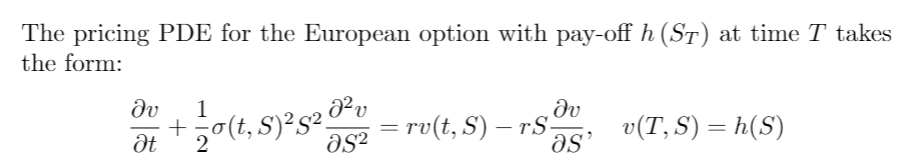 The pricing PDE for the European option with pay-off $h(S_T)$ at time $T$ takes
the form:
$$\frac{\partial v}{\partial t} + \frac{1}{2}\sigma(t, S)^2 S^2 \frac{\partial^2 v}{\partial S^2} = rv(t, S) - rS\frac{\partial v}{\partial S}, \quad v(T, S) = h(S)$$